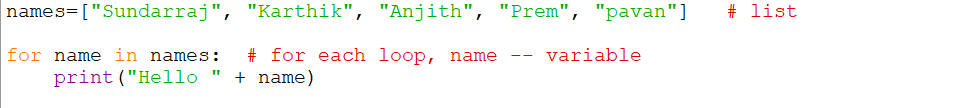 names=["Sundarraj", "Karthik", "Anjith", "Prem", "pavan"]   # list
for name in names:  # for each loop, name -- variable
    print("Hello " + name)